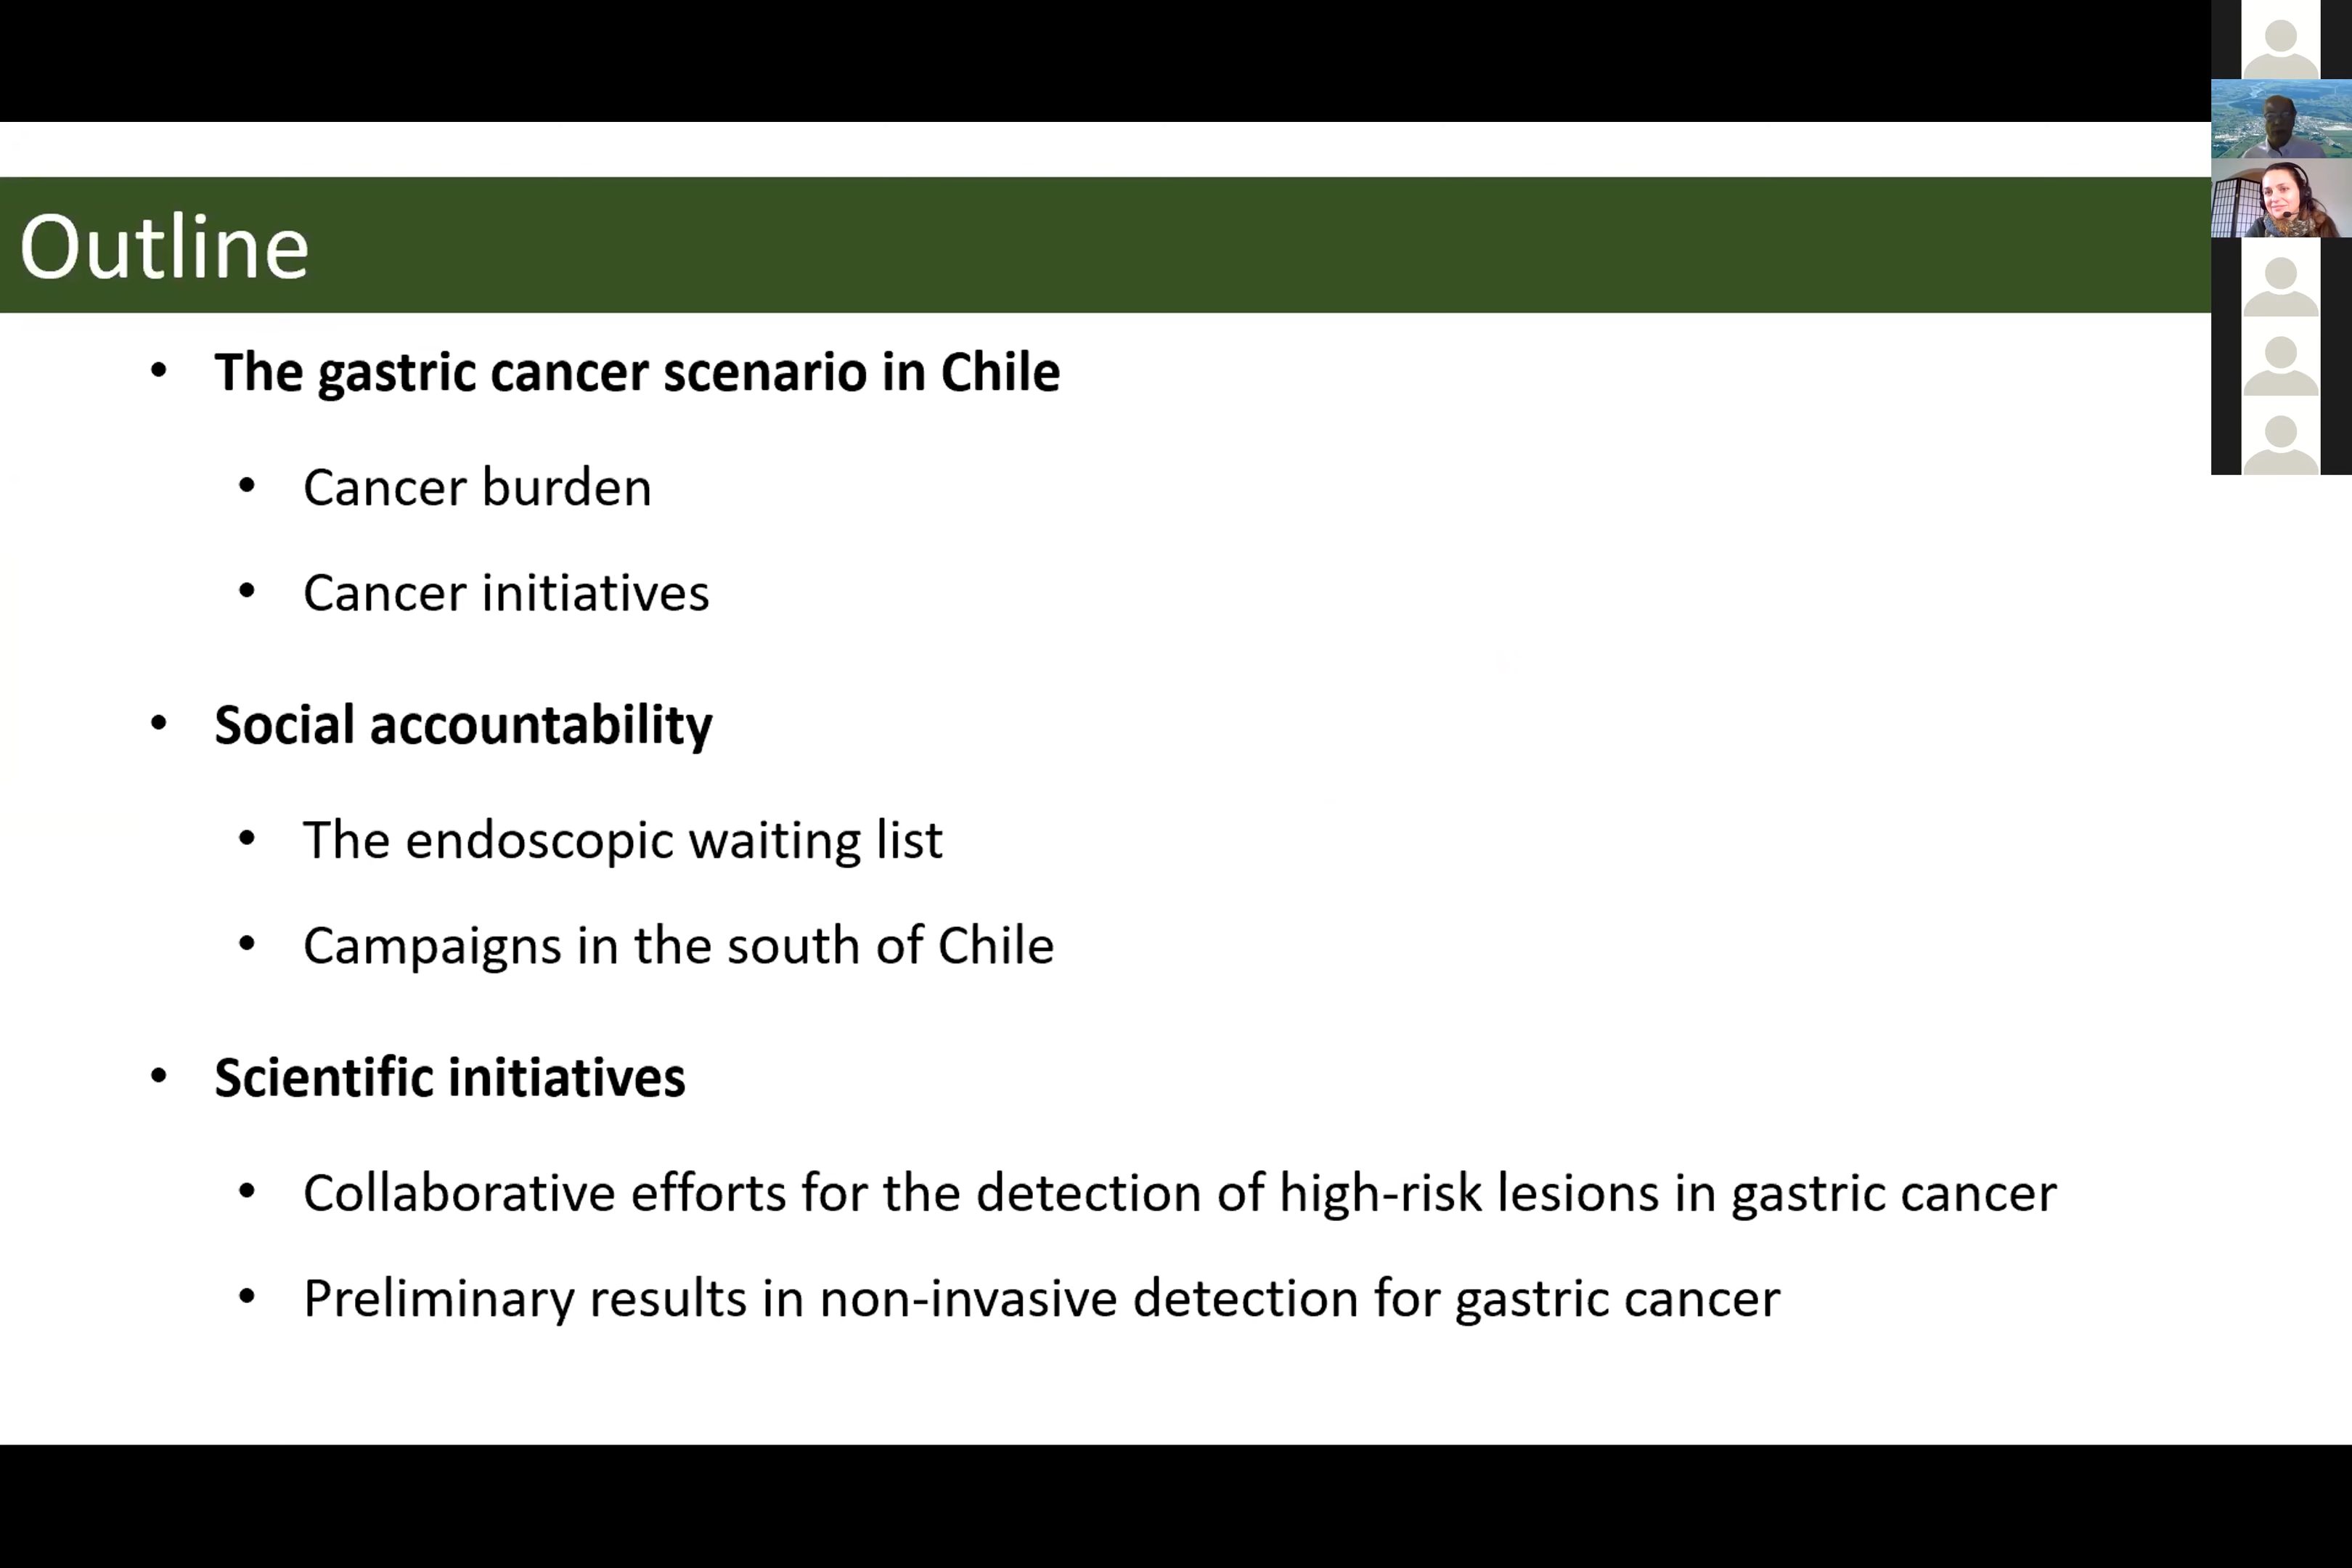 Outline
• The gastric cancer scenario in Chile
• Cancer burden
• Cancer initiatives
• Social accountability
• The endoscopic waiting list
• Campaigns in the south of Chile
• Scientific initiatives
• Collaborative efforts for the detection of high-risk lesions in gastric cancer
• Preliminary results in non-invasive detection for gastric cancer